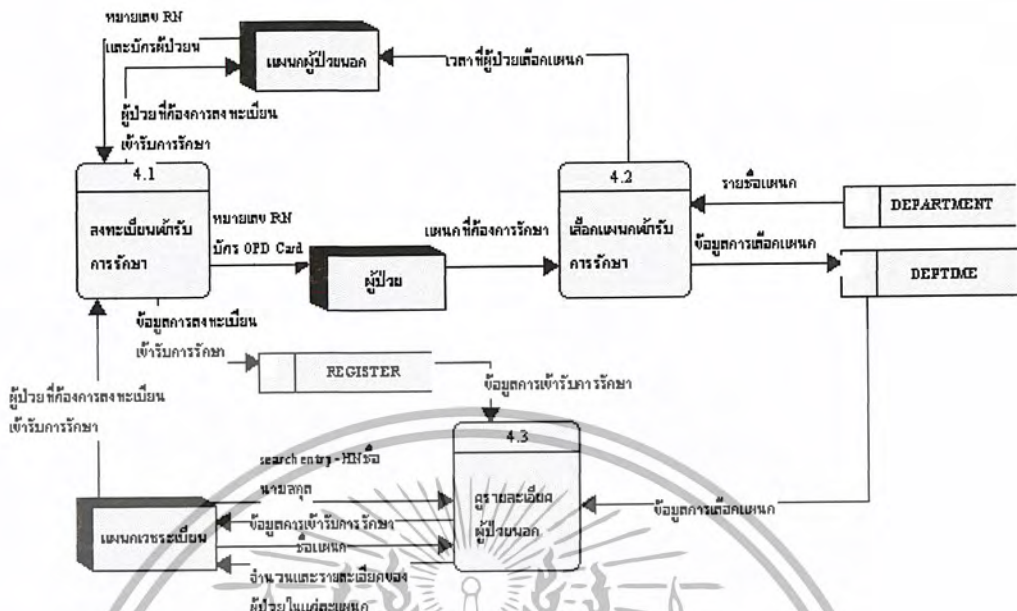 หมายเลข RN
และบัตรผู้ป่วยน
แผนกผู้ป่วยนอก
เวลาที่ผู้ป่วยเลือกแผนก
ผู้ป่วยที่ต้องการลงทะเบียน
เข้ารับการรักษา
4.1
ลงทะเบียนเข้ารับ
การรักษา
หมายเลข RN
บัตร OPD Card
ผู้ป่วย
แผนกที่ต้องการรักษา
4.2
เลือกแผนกเข้ารับ
การรักษา
รายชื่อแผนก
DEPARTMENT
ข้อมูลการเลือกแผนก
DEPTIME
ข้อมูลการลงทะเบียน
เข้ารับการรักษา
REGISTER
ข้อมูลการเข้ารับการรักษา
ผู้ป่วยที่ต้องการลงทะเบียน
เข้ารับการรักษา
4.3
ดูรายละเอียด
ผู้ป่วยนอก
search entry - HN ชื่อ
นามสกุล
แผนกเวชระเบียน
ข้อมูลการเข้ารับการรักษา
ชื่อแผนก
จำนวนและรายละเอียดของ
ผู้ป่วยในแต่ละแผนก
ข้อมูลการเลือกแผนก